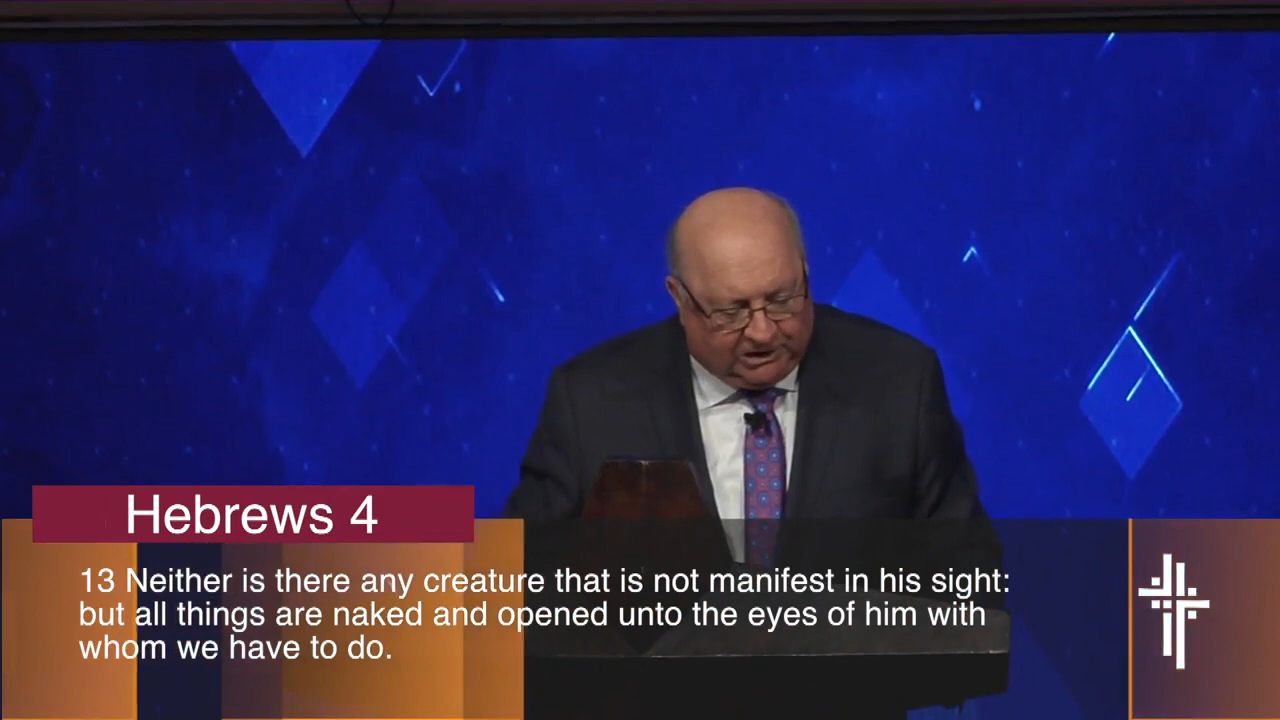 Hebrews 4
13 Neither is there any creature that is not manifest in his sight:
but all things are naked and opened unto the eyes of him with
whom we have to do.